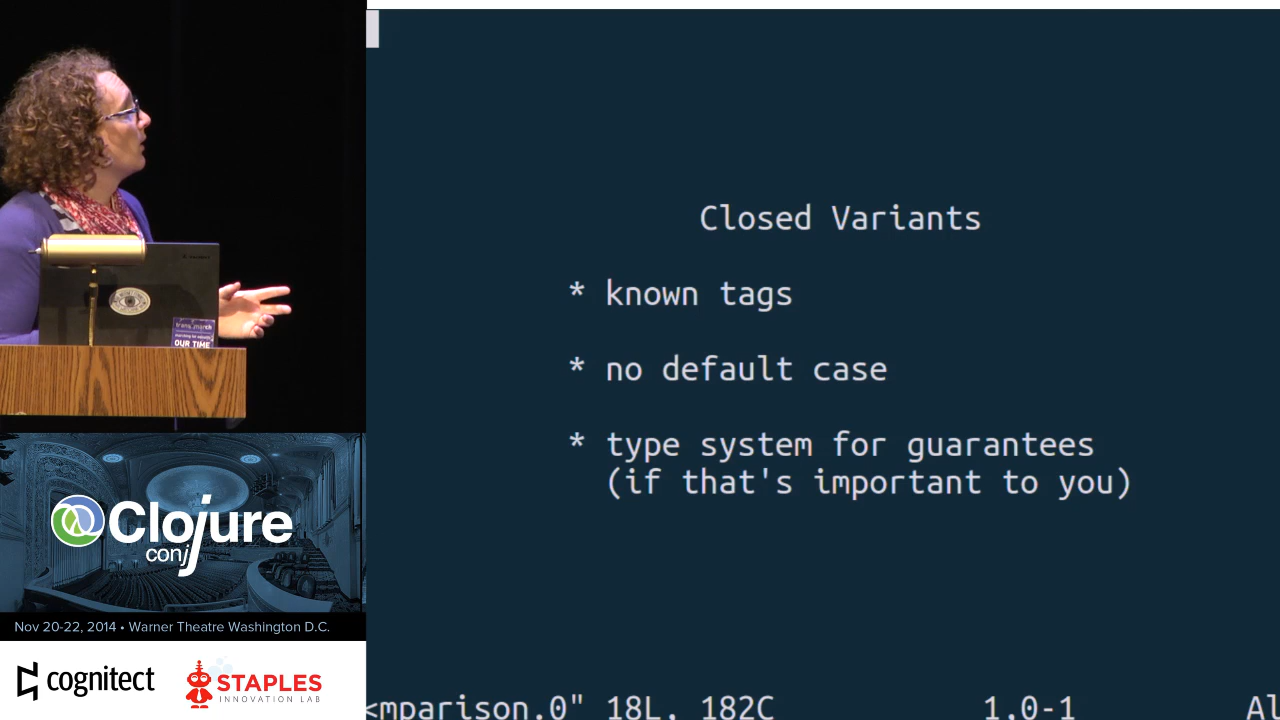 Closed Variants
* known tags
* no default case
* type system for guarantees
(if that's important to you)
<mparison.0" 18L, 182C 1,0-1 Al
OUR TIME
Clojure
conj
Nov 20-22, 2014 • Warner Theatre Washington D.C.
cognitect
STAPLES
INNOVATION LAB